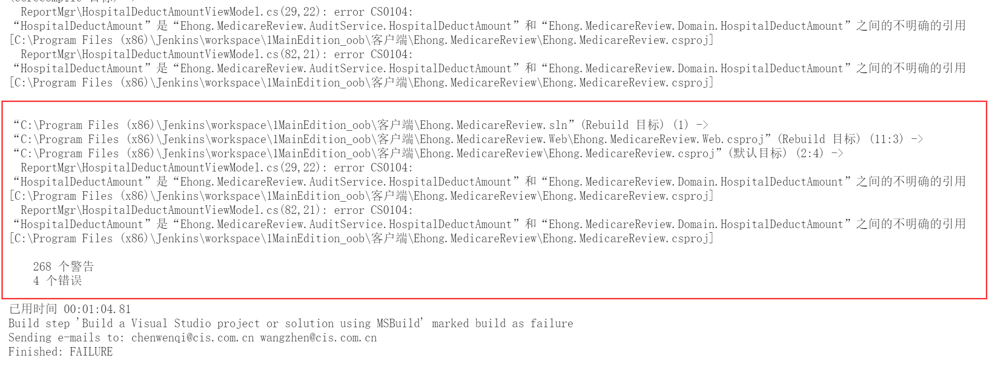 ReportMgr\HospitalDeductAmountViewModel.cs(29,22): error CS0104:
“HospitalDeductAmount”是“Ehong.MedicareReview.AuditService.HospitalDeductAmount”和“Ehong.MedicareReview.Domain.HospitalDeductAmount”之间的不明确的引用
[C:\Program Files (x86)\Jenkins\workspace\1MainEdition_oob\客户端\Ehong.MedicareReview\Ehong.MedicareReview.csproj]
ReportMgr\HospitalDeductAmountViewModel.cs(82,21): error CS0104:
“HospitalDeductAmount”是“Ehong.MedicareReview.AuditService.HospitalDeductAmount”和“Ehong.MedicareReview.Domain.HospitalDeductAmount”之间的不明确的引用
[C:\Program Files (x86)\Jenkins\workspace\1MainEdition_oob\客户端\Ehong.MedicareReview\Ehong.MedicareReview.csproj]
“C:\Program Files (x86)\Jenkins\workspace\1MainEdition_oob\客户端\Ehong.MedicareReview.sln”(Rebuild 目标) (1) ->
“C:\Program Files (x86)\Jenkins\workspace\1MainEdition_oob\客户端\Ehong.MedicareReview.Web\Ehong.MedicareReview.Web.csproj”(Rebuild 目标) (11:3) ->
“C:\Program Files (x86)\Jenkins\workspace\1MainEdition_oob\客户端\Ehong.MedicareReview\Ehong.MedicareReview.csproj”(默认目标) (2:4) ->
ReportMgr\HospitalDeductAmountViewModel.cs(29,22): error CS0104:
“HospitalDeductAmount”是“Ehong.MedicareReview.AuditService.HospitalDeductAmount”和“Ehong.MedicareReview.Domain.HospitalDeductAmount”之间的不明确的引用
[C:\Program Files (x86)\Jenkins\workspace\1MainEdition_oob\客户端\Ehong.MedicareReview\Ehong.MedicareReview.csproj]
ReportMgr\HospitalDeductAmountViewModel.cs(82,21): error CS0104:
“HospitalDeductAmount”是“Ehong.MedicareReview.AuditService.HospitalDeductAmount”和“Ehong.MedicareReview.Domain.HospitalDeductAmount”之间的不明确的引用
[C:\Program Files (x86)\Jenkins\workspace\1MainEdition_oob\客户端\Ehong.MedicareReview\Ehong.MedicareReview.csproj]
268 个警告
4 个错误
已用时间 00:01:04.81
Build step 'Build a Visual Studio project or solution using MSBuild' marked build as failure
Sending e-mails to: chenwenqi@cis.com.cn wangzhen@cis.com.cn
Finished: FAILURE